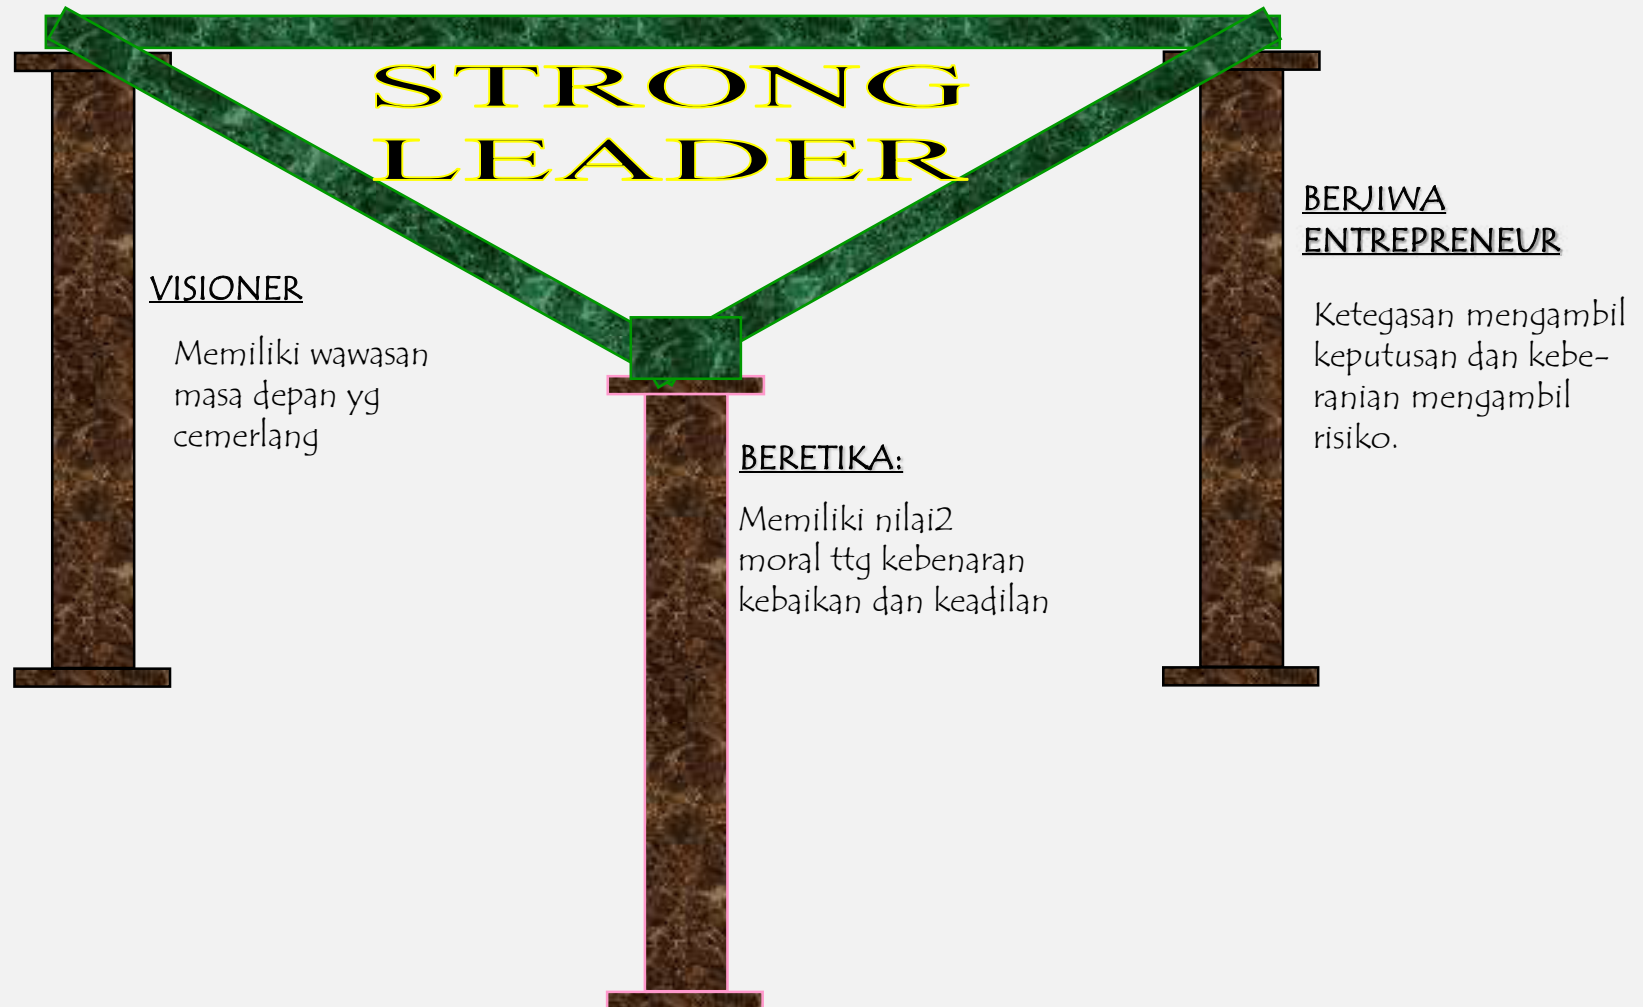 STRONG
LEADER
VISIONER
Memiliki wawasan
masa depan yg
cemerlang
BERETIKA:
Memiliki nilai2
moral ttg kebenaran
kebaikan dan keadilan
BERJIWA
ENTREPRENEUR
Ketegasan mengambil
keputusan dan kebe-
ranian mengambil
risiko.